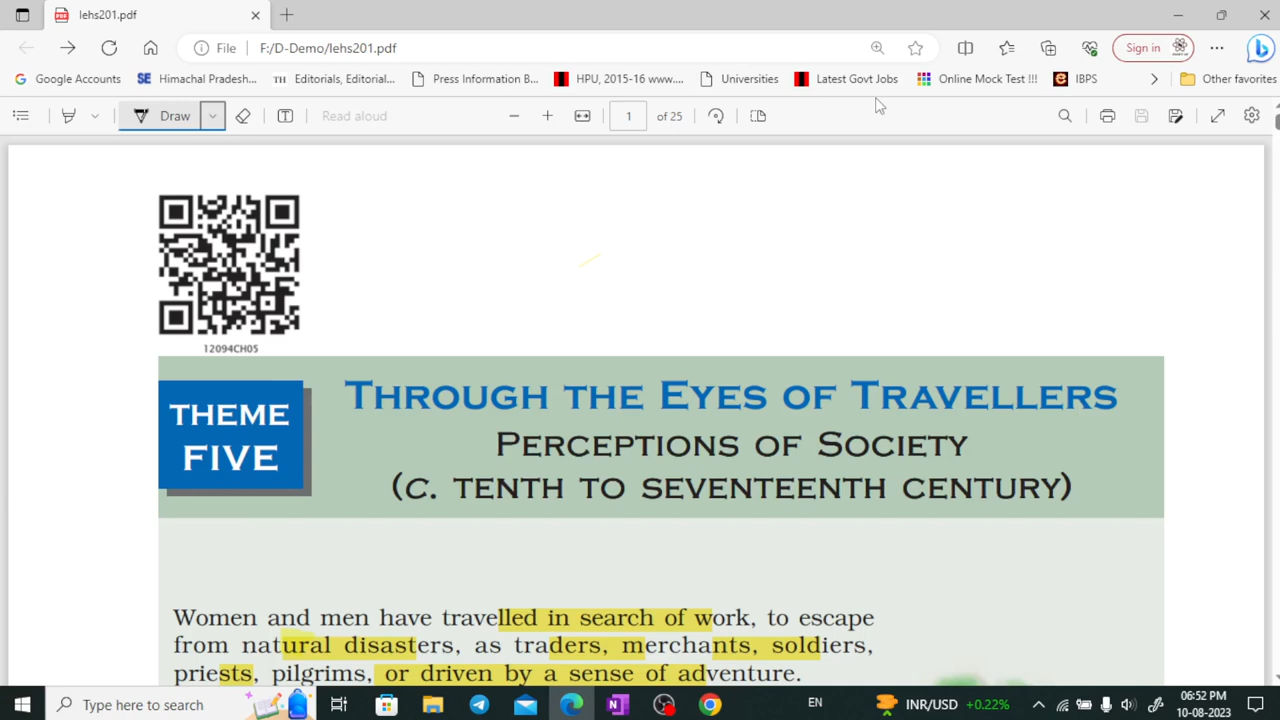 lehs201.pdf
File F:/D-Demo/lehs201.pdf Sign in
Google Accounts SE Himachal Pradesh... TH Editorials, Editorial... Press Information B... HPU, 2015-16 www.... Universities Latest Govt Jobs Online Mock Test !!! IBPS Other favorites
Draw Read aloud 1 of 25
12094CH05
THEME
FIVE
THROUGH THE EYES OF TRAVELLERS
PERCEPTIONS OF SOCIETY
(C. TENTH TO SEVENTEENTH CENTURY)
Women and men have travelled in search of work, to escape
from natural disasters, as traders, merchants, soldiers,
priests, pilgrims, or driven by a sense of adventure.
Type here to search EN INR/USD +0.22% 06:52 PM
10-08-2023